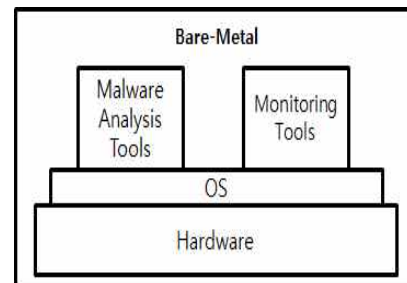 Bare-Metal
Malware
Analysis
Tools
Monitoring
Tools
OS
Hardware